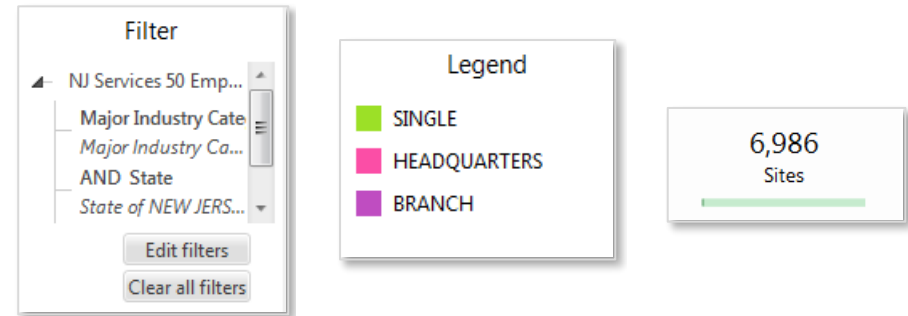 Filter
NJ Services 50 Emp...
Major Industry Cate
Major Industry Ca...
AND State
State of NEW JERS...
Edit filters
Clear all filters
Legend
SINGLE
HEADQUARTERS
BRANCH
6,986
Sites